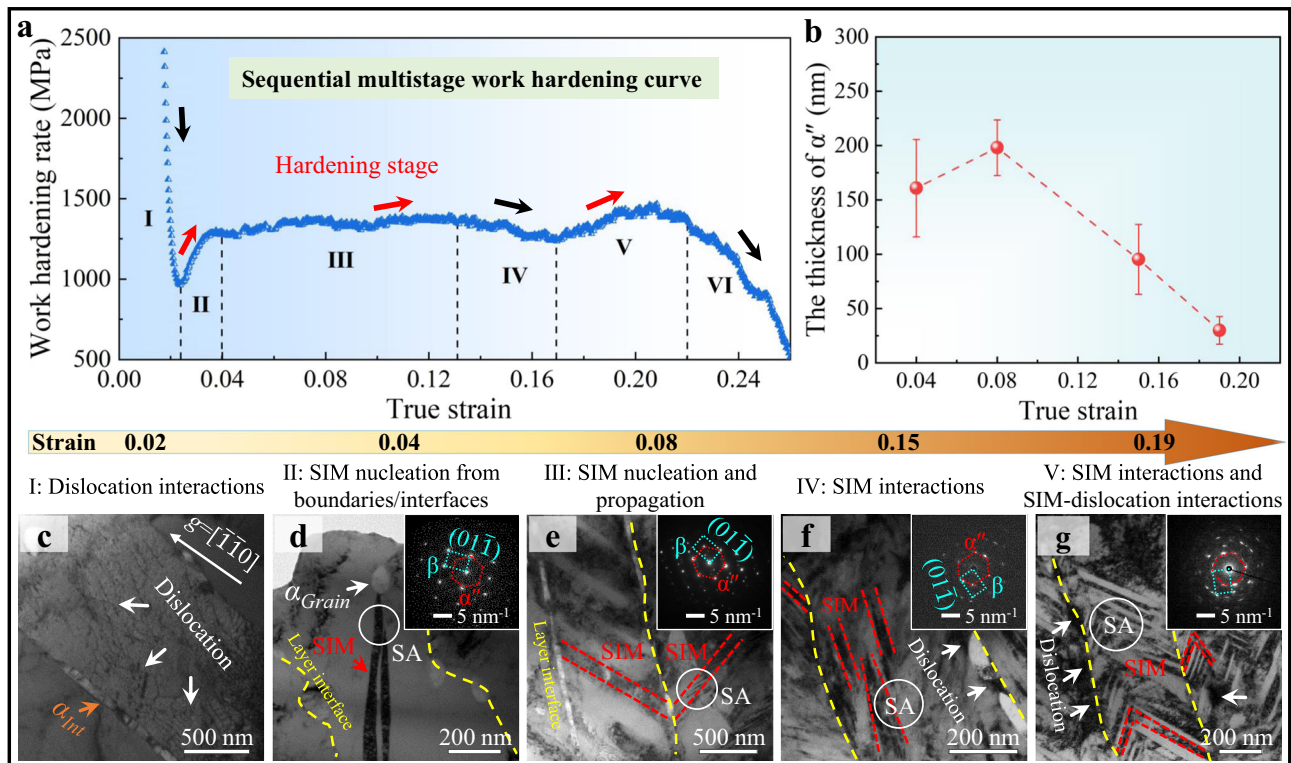 a
Sequential multistage work hardening curve
Hardening stage
I
II
III
IV
V
VI
Work hardening rate (MPa)
2500
2000
1500
1000
500
0.00 0.04 0.08 0.12 0.16 0.20 0.24
True strain
b
The thickness of α″ (nm)
300
250
200
150
100
50
0
0.04 0.08 0.12 0.16 0.20
True strain
Strain 0.02 0.04 0.08 0.15 0.19
I: Dislocation interactions
II: SIM nucleation from
boundaries/interfaces
III: SIM nucleation and
propagation
IV: SIM interactions
V: SIM interactions and
SIM-dislocation interactions
c
g=[1̄1̄0]
Dislocation
αInt
500 nm
d
αGrain
SIM
SA
Layer interface
(011̄)
β
α″
5 nm⁻¹
200 nm
e
Layer interface
SIM
SIM
SA
(011̄)
β
α″
5 nm⁻¹
500 nm
f
SIM
SA
Dislocation
α″
(011̄)
β
5 nm⁻¹
200 nm
g
SA
SIM
Dislocation
5 nm⁻¹
200 nm